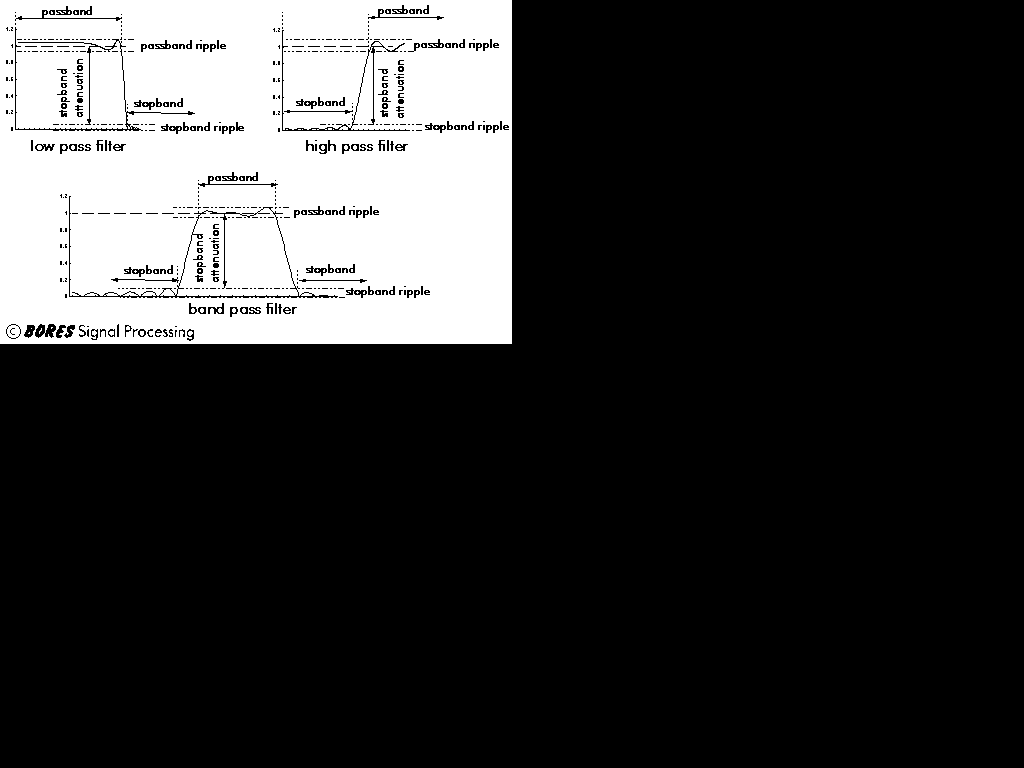 passband
1.2
1
0.8
0.6
0.4
0.2
0
passband ripple
stopband
attenuation
stopband
stopband ripple
low pass filter
passband
1.2
1
0.8
0.6
0.4
0.2
0
passband ripple
stopband
attenuation
stopband
stopband ripple
high pass filter
passband
1.2
1
0.8
0.6
0.4
0.2
0
passband ripple
stopband
attenuation
stopband
stopband
stopband ripple
band pass filter
© BORES Signal Processing